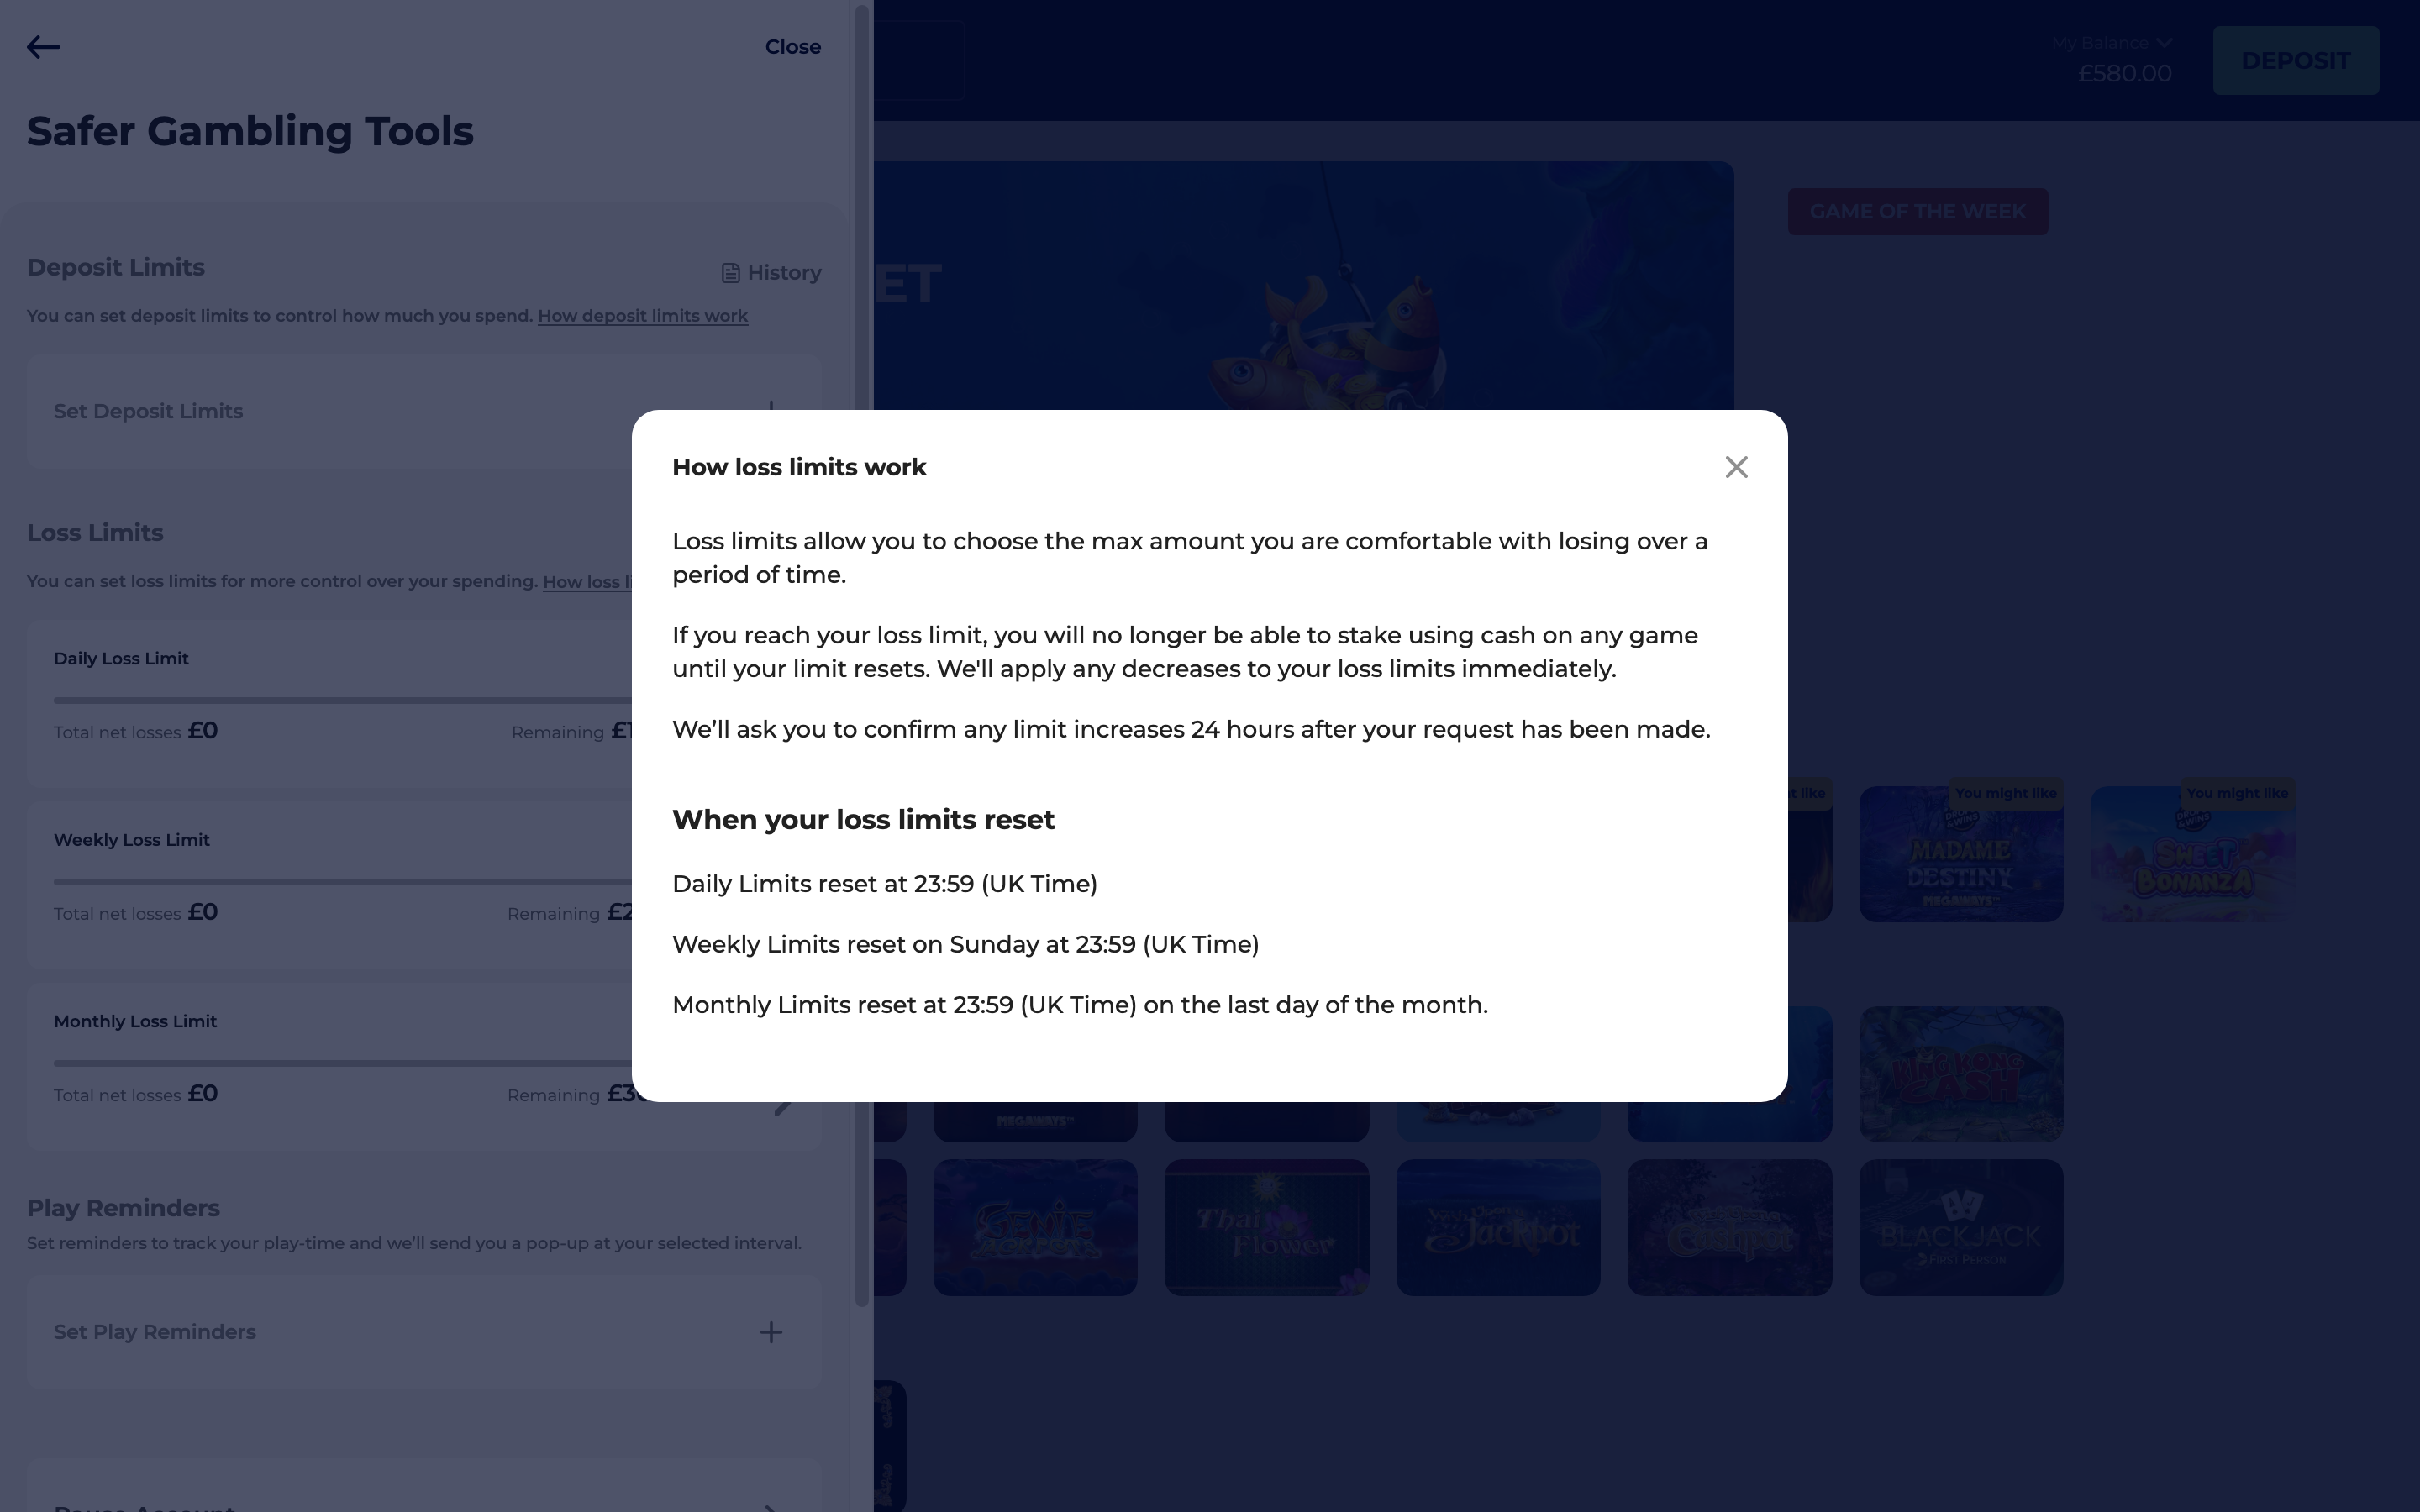 Close
My Balance
£580.00
DEPOSIT
Safer Gambling Tools
GAME OF THE WEEK
Deposit Limits
History
You can set deposit limits to control how much you spend. How deposit limits work
ET
Set Deposit Limits
Loss Limits
You can set loss limits for more control over your spending. How loss
Daily Loss Limit
Total net losses £0
Remaining
Weekly Loss Limit
Total net losses £0
Remaining
Monthly Loss Limit
Total net losses £0
Remaining
Play Reminders
Set reminders to track your play-time and we’ll send you a pop-up at your selected interval.
Set Play Reminders
How loss limits work
Loss limits allow you to choose the max amount you are comfortable with losing over a
period of time.
If you reach your loss limit, you will no longer be able to stake using cash on any game
until your limit resets. We'll apply any decreases to your loss limits immediately.
We’ll ask you to confirm any limit increases 24 hours after your request has been made.
When your loss limits reset
Daily Limits reset at 23:59 (UK Time)
Weekly Limits reset on Sunday at 23:59 (UK Time)
Monthly Limits reset at 23:59 (UK Time) on the last day of the month.
like
You might like
You might like
MADAME
DESTINY
MEGAWAYS™
SWEET
BONANZA
KING KONG
CASH
MEGAWAYS™
GENIE
JACKPOTS
Thai
Flower
Jackpot
BLACKJACK
FIRST PERSON